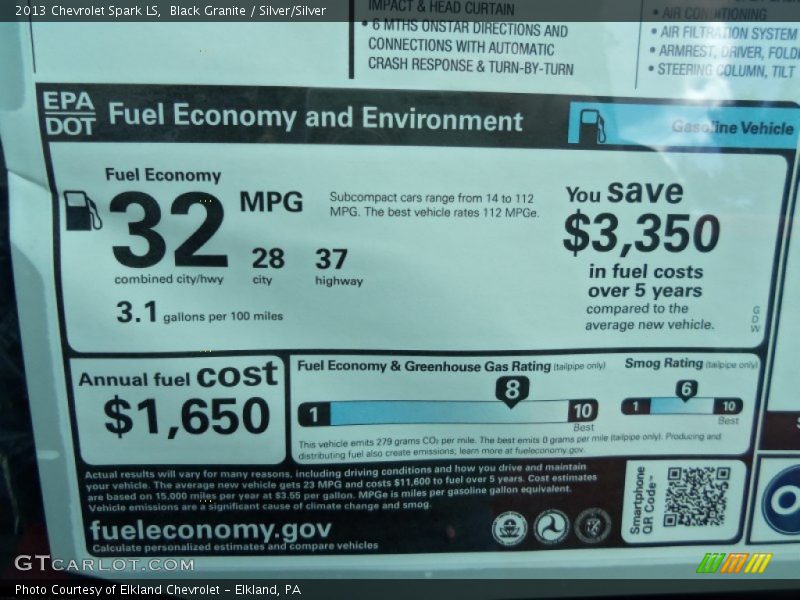 2013 Chevrolet Spark LS, Black Granite / Silver/Silver
IMPACT & HEAD CURTAIN
• 6 MTHS ONSTAR DIRECTIONS AND
CONNECTIONS WITH AUTOMATIC
CRASH RESPONSE & TURN-BY-TURN
• AIR CONDITIONING
• AIR FILTRATION SYSTEM
• ARMREST, DRIVER, FOLD
• STEERING COLUMN, TILT
EPA
DOT
Fuel Economy and Environment
Gasoline Vehicle
Fuel Economy
32 MPG
combined city/hwy
28
city
37
highway
3.1 gallons per 100 miles
Subcompact cars range from 14 to 112
MPG. The best vehicle rates 112 MPGe.
You save
$3,350
in fuel costs
over 5 years
compared to the
average new vehicle.
GDW
Annual fuel cost
$1,650
Fuel Economy & Greenhouse Gas Rating (tailpipe only)
8
1
10
Best
Smog Rating (tailpipe only)
6
1
10
Best
This vehicle emits 279 grams CO₂ per mile. The best emits 0 grams per mile (tailpipe only). Producing and
distributing fuel also create emissions; learn more at fueleconomy.gov.
Actual results will vary for many reasons, including driving conditions and how you drive and maintain
your vehicle. The average new vehicle gets 23 MPG and costs $11,600 to fuel over 5 years. Cost estimates
are based on 15,000 miles per year at $3.55 per gallon. MPGe is miles per gasoline gallon equivalent.
Vehicle emissions are a significant cause of climate change and smog.
fueleconomy.gov
Calculate personalized estimates and compare vehicles
Smartphone
QR Code™
GTCARLOT.COM
Photo Courtesy of Elkland Chevrolet - Elkland, PA